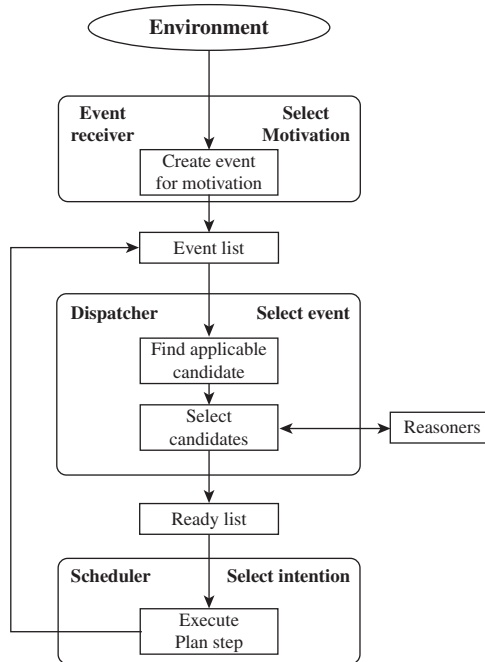 Environment
Event
receiver
Select
Motivation
Create event
for motivation
Event list
Dispatcher
Select event
Find applicable
candidate
Select
candidates
Reasoners
Ready list
Scheduler
Select intention
Execute
Plan step